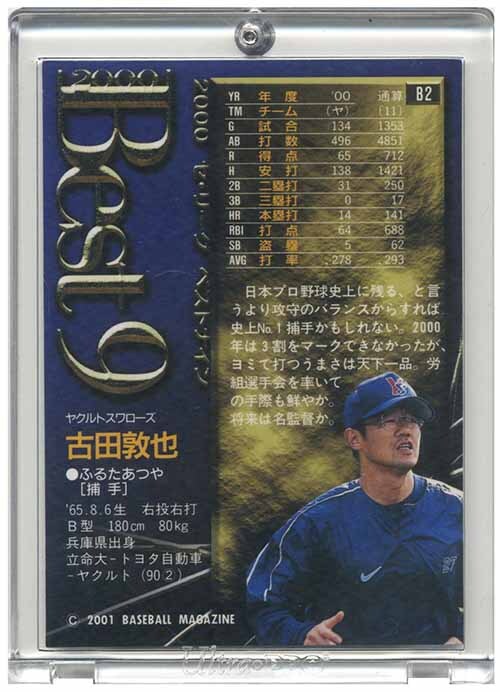 2000
Best 9
2000 セ・リーグ ベストナイン
B2
YR 年度 '00 通算
TM チーム (ヤ) (11)
G 試合 134 1353
AB 打数 496 4851
R 得点 65 712
H 安打 138 1421
2B 二塁打 31 250
3B 三塁打 0 17
HR 本塁打 14 141
RBI 打点 64 688
SB 盗塁 5 62
AVG 打率 .278 .293
日本プロ野球史上に残る、と言
うより攻守のバランスからすれば
史上No.1捕手かもしれない。2000
年は3割をマークできなかったが、
ヨミで打つうまさは天下一品。労
組選手会を率いて
の手際も鮮やか。
将来は名監督か。
ヤクルトスワローズ
古田敦也
●ふるたあつや
[捕手]
'65.8.6生 右投右打
B型 180cm 80kg
兵庫県出身
立命大-トヨタ自動車
-ヤクルト(90②)
© 2001 BASEBALL MAGAZINE
Ultra PRO